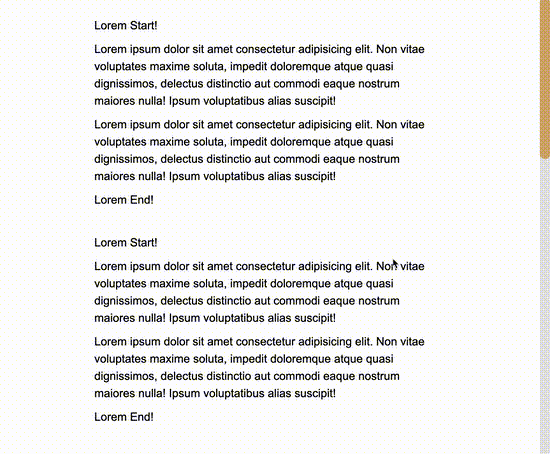 Lorem Start!
Lorem ipsum dolor sit amet consectetur adipisicing elit. Non vitae
voluptates maxime soluta, impedit doloremque atque quasi
dignissimos, delectus distinctio aut commodi eaque nostrum
maiores nulla! Ipsum voluptatibus alias suscipit!
Lorem ipsum dolor sit amet consectetur adipisicing elit. Non vitae
voluptates maxime soluta, impedit doloremque atque quasi
dignissimos, delectus distinctio aut commodi eaque nostrum
maiores nulla! Ipsum voluptatibus alias suscipit!
Lorem End!
Lorem Start!
Lorem ipsum dolor sit amet consectetur adipisicing elit. Non vitae
voluptates maxime soluta, impedit doloremque atque quasi
dignissimos, delectus distinctio aut commodi eaque nostrum
maiores nulla! Ipsum voluptatibus alias suscipit!
Lorem ipsum dolor sit amet consectetur adipisicing elit. Non vitae
voluptates maxime soluta, impedit doloremque atque quasi
dignissimos, delectus distinctio aut commodi eaque nostrum
maiores nulla! Ipsum voluptatibus alias suscipit!
Lorem End!